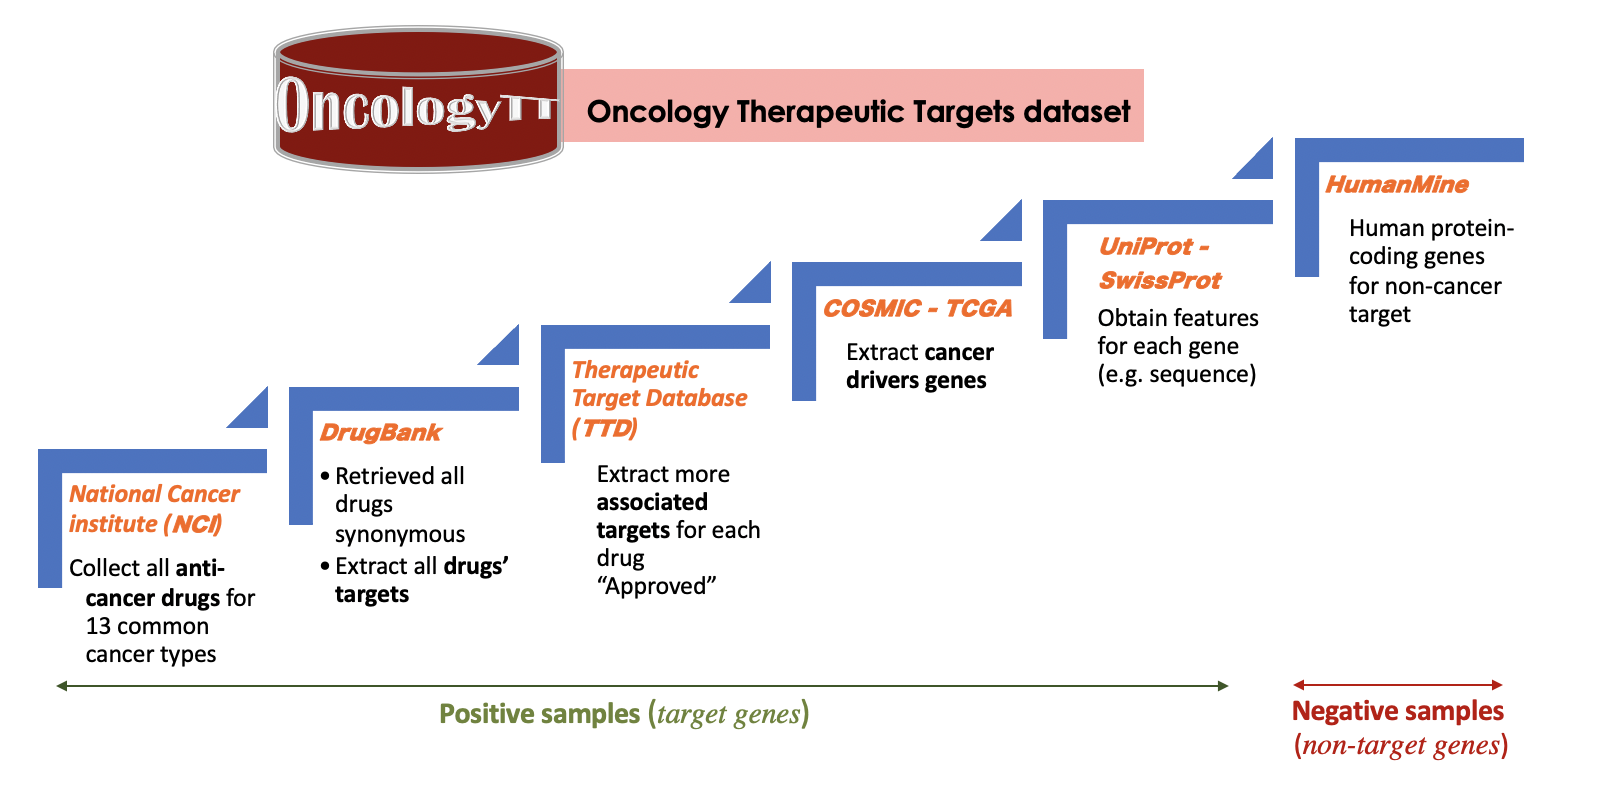 OncologyTT
Oncology Therapeutic Targets dataset
National Cancer
institute (NCI)
Collect all anti-
cancer drugs for
13 common
cancer types
DrugBank
• Retrieved all
drugs
synonymous
• Extract all drugs’
targets
Therapeutic
Target Database
(TTD)
Extract more
associated
targets for each
drug
“Approved”
COSMIC - TCGA
Extract cancer
drivers genes
UniProt -
SwissProt
Obtain features
for each gene
(e.g. sequence)
HumanMine
Human protein-
coding genes
for non-cancer
target
Positive samples (target genes)
Negative samples
(non-target genes)